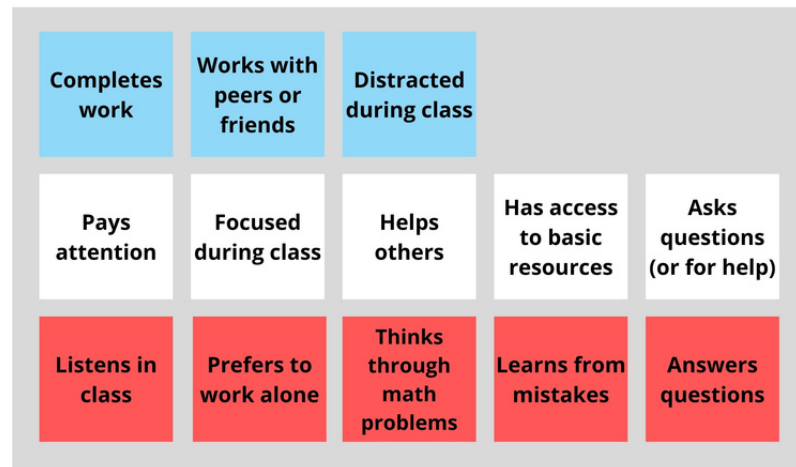 Completes
work
Works with
peers or
friends
Distracted
during class
Pays
attention
Focused
during class
Helps
others
Has access
to basic
resources
Asks
questions
(or for help)
Listens in
class
Prefers to
work alone
Thinks
through
math
problems
Learns from
mistakes
Answers
questions